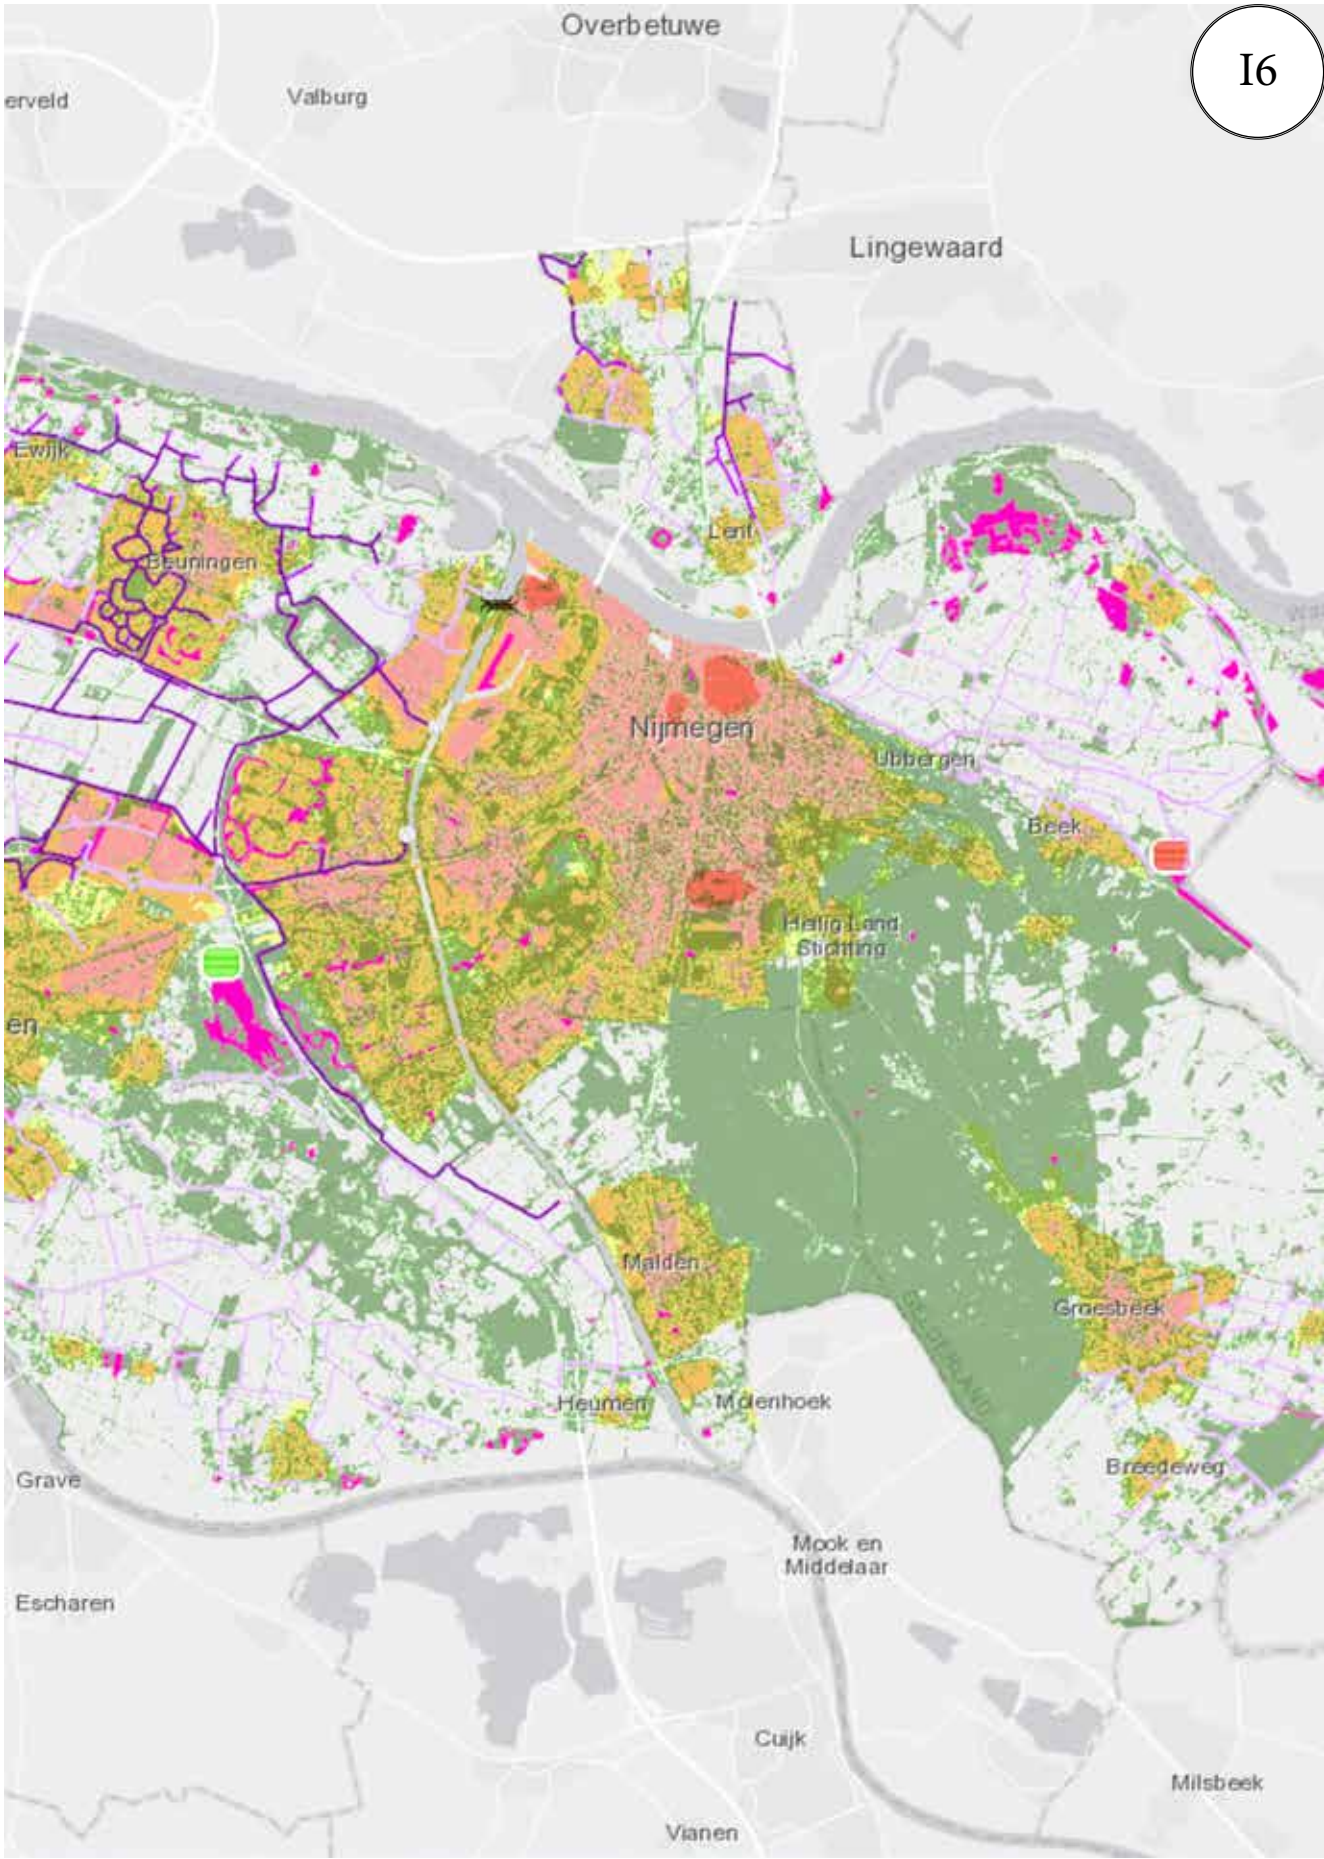 Overbetuwe
I6
erveld
Valburg
Lingewaard
Ewijk
Lent
Beuningen
Nijmegen
Ubbergen
Beek
Heilig Land
Stichting
en
Malden
Groesbeek
GELDERLAND
Heumen
Molenhoek
Breedeweg
Grave
Mook en
Middelaar
Escharen
Cuijk
Milsbeek
Vianen